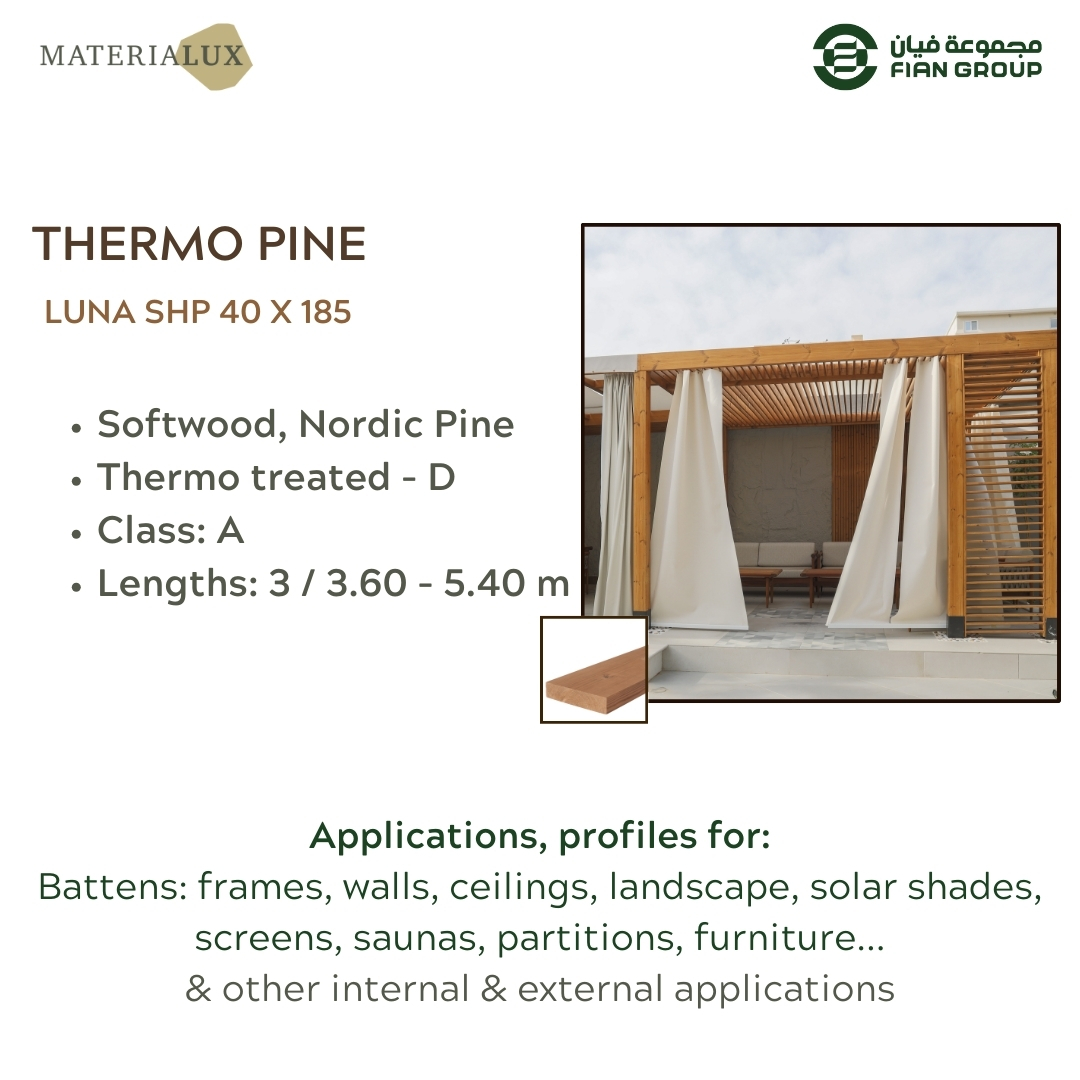 MATERIALUX
مجموعة فيان
FIAN GROUP
THERMO PINE
LUNA SHP 40 X 185
• Softwood, Nordic Pine
• Thermo treated - D
• Class: A
• Lengths: 3 / 3.60 - 5.40 m
Applications, profiles for:
Battens: frames, walls, ceilings, landscape, solar shades,
screens, saunas, partitions, furniture...
& other internal & external applications